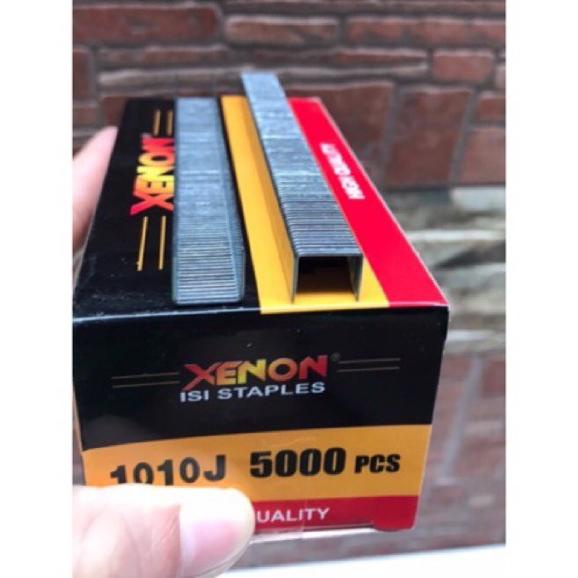 XENON®
HIGH QUALITY
XENON®
ISI STAPLES
1010J 5000 PCS
UALITY